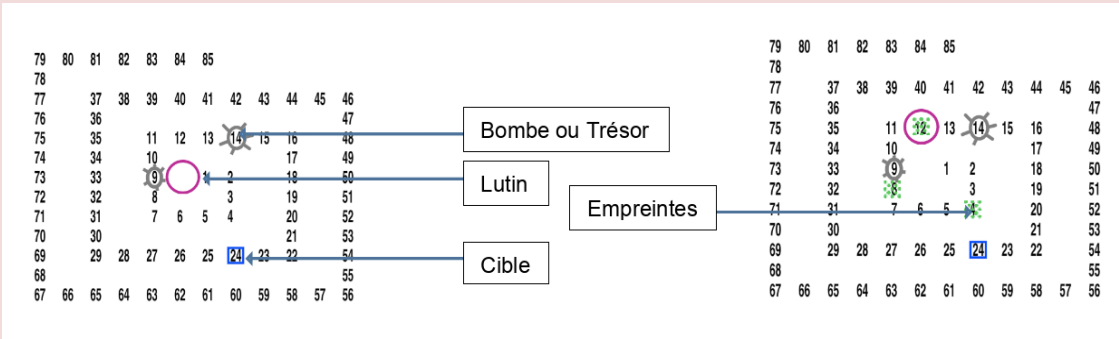 79 80 81 82 83 84 85
78
77 37 38 39 40 41 42 43 44 45 46
76 36 47
75 35 11 12 13 14 15 16 48
74 34 10 17 49
73 33 9 1 2 18 50
72 32 8 3 19 51
71 31 7 6 5 4 20 52
70 30 21 53
69 29 28 27 26 25 24 23 22 54
68 55
67 66 65 64 63 62 61 60 59 58 57 56
Bombe ou Trésor
Lutin
Empreintes
Cible
79 80 81 82 83 84 85
78
77 37 38 39 40 41 42 43 44 45 46
76 36 47
75 35 11 12 13 14 15 16 48
74 34 10 17 49
73 33 9 1 2 18 50
72 32 8 3 19 51
71 31 7 6 5 4 20 52
70 30 21 53
69 29 28 27 26 25 24 23 22 54
68 55
67 66 65 64 63 62 61 60 59 58 57 56